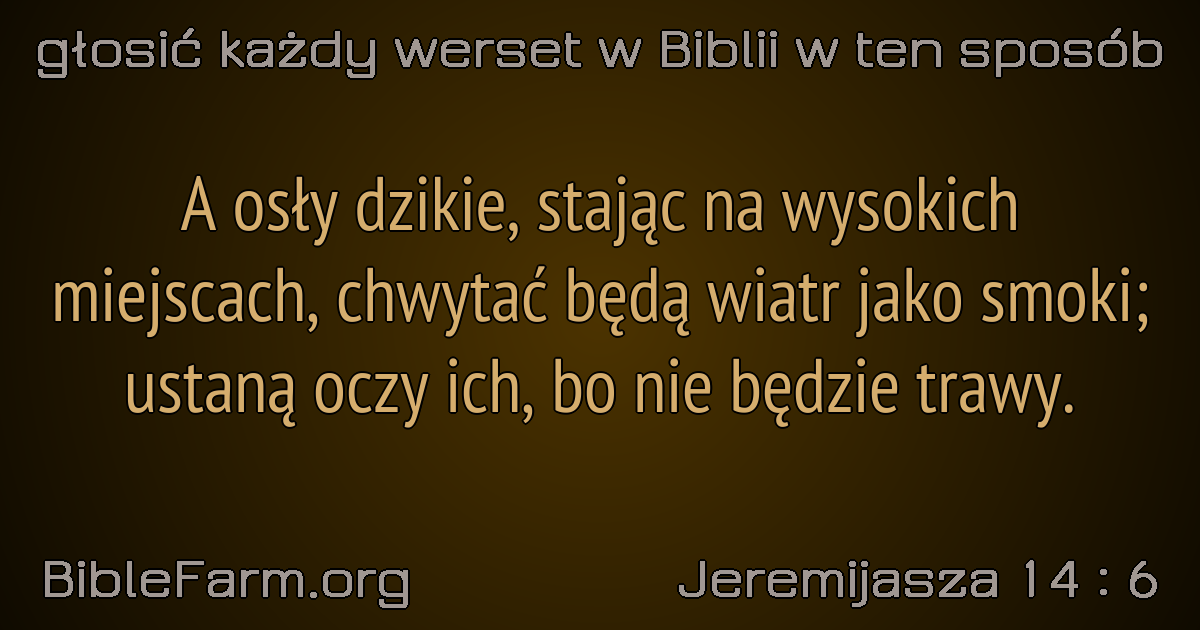 głosić każdy werset w Biblii w ten sposób
A osły dzikie, stając na wysokich
miejscach, chwytać będą wiatr jako smoki;
ustaną oczy ich, bo nie będzie trawy.
BibleFarm.org
Jeremijasza 14 : 6